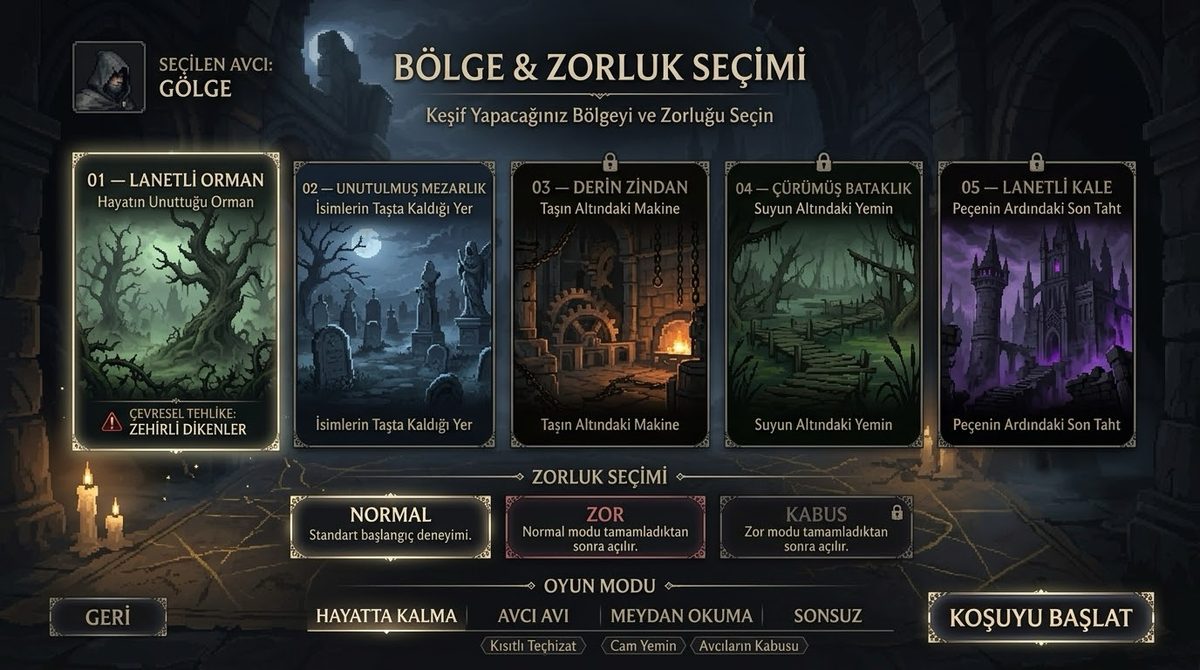 SEÇİLEN AVCI:
GÖLGE
BÖLGE & ZORLUK SEÇİMİ
Keşif Yapacağınız Bölgeyi ve Zorluğu Seçin
01 — LANETLİ ORMAN
Hayatın Unuttuğu Orman
ÇEVRESEL TEHLİKE:
ZEHİRLİ DİKENLER
02 — UNUTULMUŞ MEZARLIK
İsimlerin Taşta Kaldığı Yer
İsimlerin Taşta Kaldığı Yer
03 — DERİN ZİNDAN
Taşın Altındaki Makine
Taşın Altındaki Makine
04 — ÇÜRÜMÜŞ BATAKLIK
Suyun Altındaki Yemin
Suyun Altındaki Yemin
05 — LANETLİ KALE
Peçenin Ardındaki Son Taht
Peçenin Ardındaki Son Taht
ZORLUK SEÇİMİ
NORMAL
Standart başlangıç deneyimi.
ZOR
Normal modu tamamladıktan
sonra açılır.
KABUS
Zor modu tamamladıktan
sonra açılır.
OYUN MODU
HAYATTA KALMA
AVCI AVI
MEYDAN OKUMA
SONSUZ
Kısıtlı Teçhizat
Cam Yemin
Avcıların Kabusu
GERİ
KOŞUYU BAŞLAT